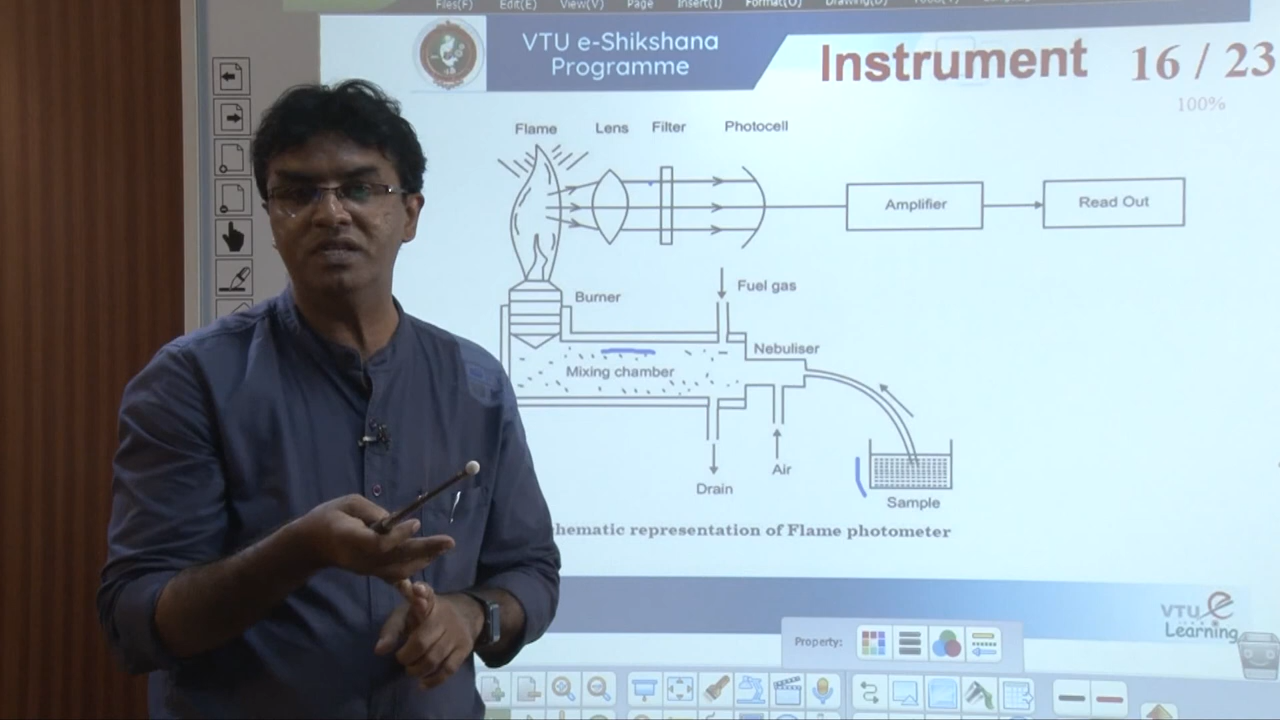 Files(F) Edit(E) View(V) Page Insert(I) Format(O) Drawing(D)
VTU e-Shikshana
Programme
Instrument
16 / 23
100%
Flame Lens Filter Photocell
Amplifier
Read Out
Fuel gas
Burner
Nebuliser
Mixing chamber
Air
Drain
Sample
hematic representation of Flame photometer
VTU e
Learning
Property: